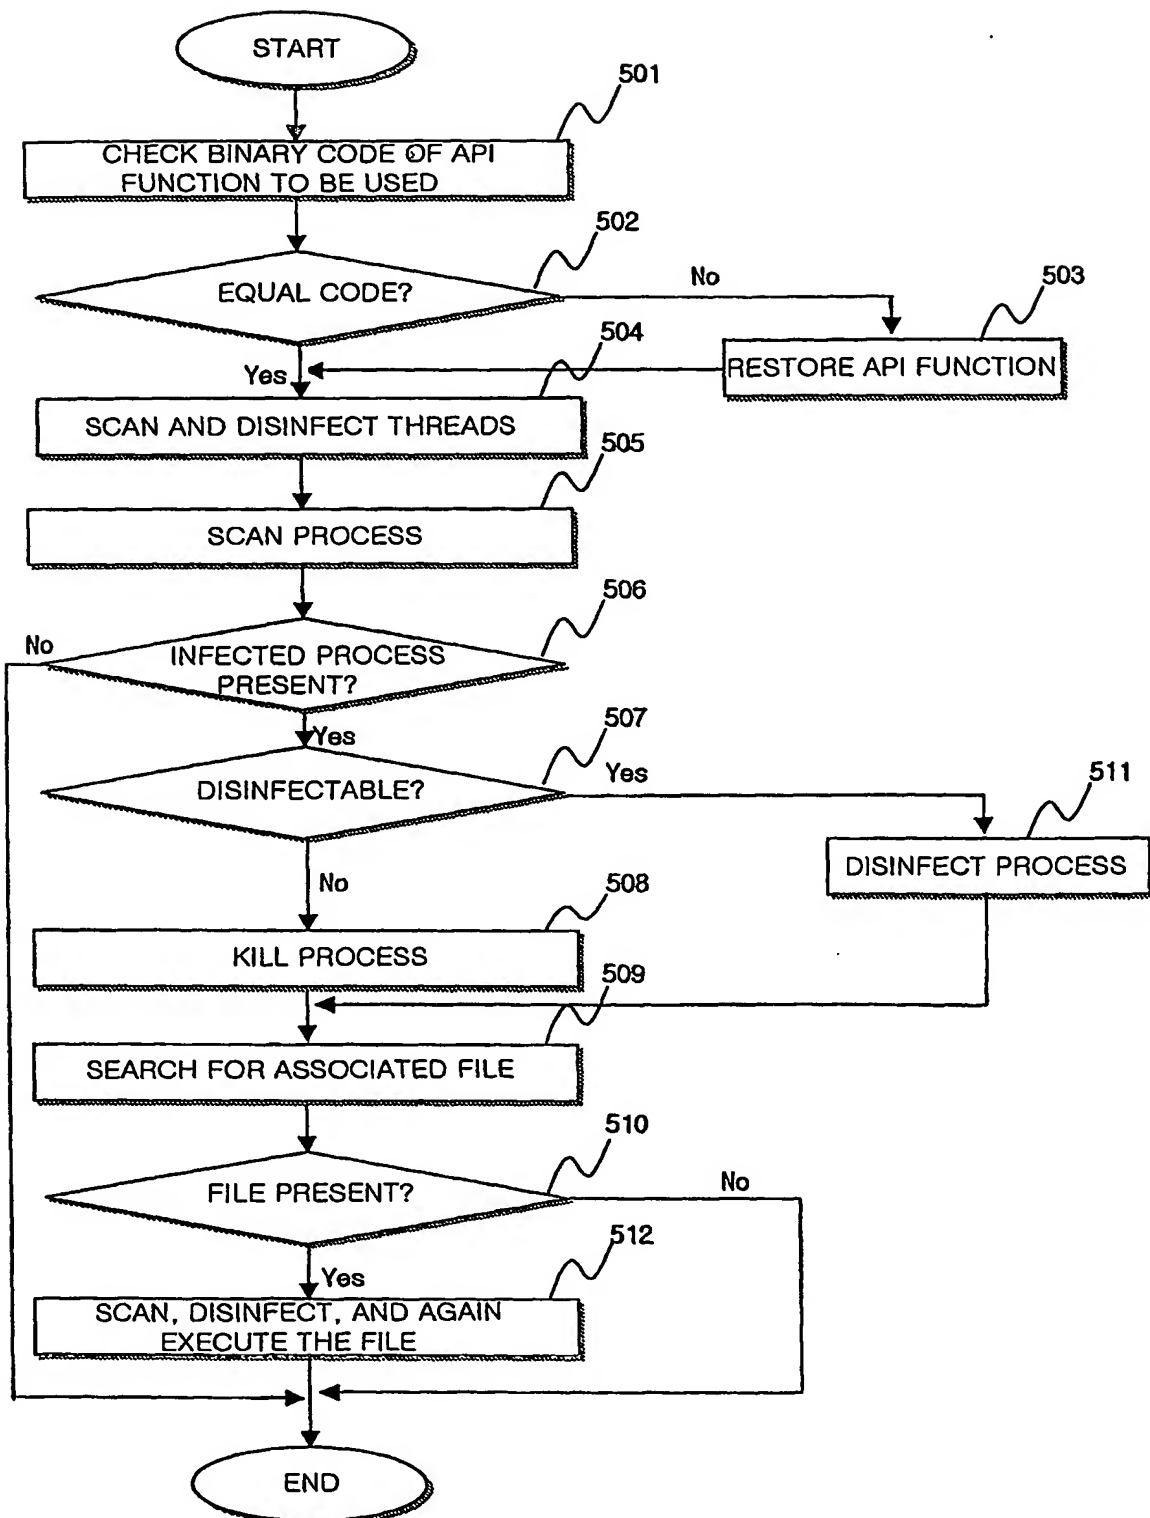 START
501
CHECK BINARY CODE OF API
FUNCTION TO BE USED
502
EQUAL CODE?
No
503
504
RESTORE API FUNCTION
Yes
SCAN AND DISINFECT THREADS
505
SCAN PROCESS
506
No
INFECTED PROCESS
PRESENT?
Yes
507
DISINFECTABLE?
Yes
511
DISINFECT PROCESS
No
508
KILL PROCESS
509
SEARCH FOR ASSOCIATED FILE
510
FILE PRESENT?
No
512
Yes
SCAN, DISINFECT, AND AGAIN
EXECUTE THE FILE
END